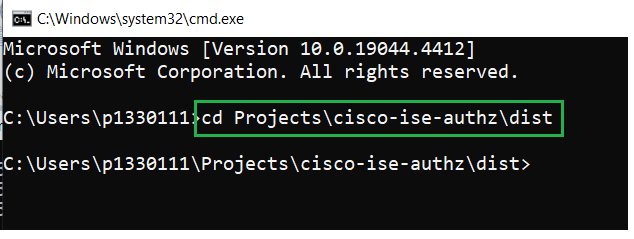 C:\Windows\system32\cmd.exe
Microsoft Windows [Version 10.0.19044.4412]
(c) Microsoft Corporation. All rights reserved.
C:\Users\p1330111>cd Projects\cisco-ise-authz\dist
C:\Users\p1330111\Projects\cisco-ise-authz\dist>